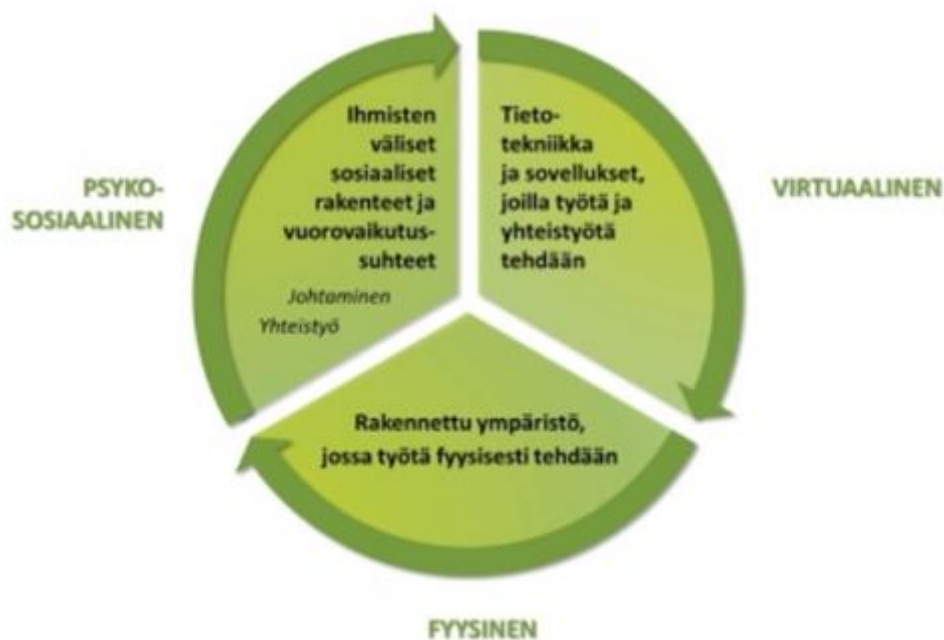 PSYKO-
SOSIAALINEN
Ihmisten
väliset
sosiaaliset
rakenteet ja
vuorovaikutus-
suhteet
Johtaminen
Yhteistyö
Tieto-
tekniikka
ja sovellukset,
joilla työtä ja
yhteistyötä
tehdään
VIRTUAALINEN
Rakennettu ympäristö,
jossa työtä fyysisesti tehdään
FYYSINEN